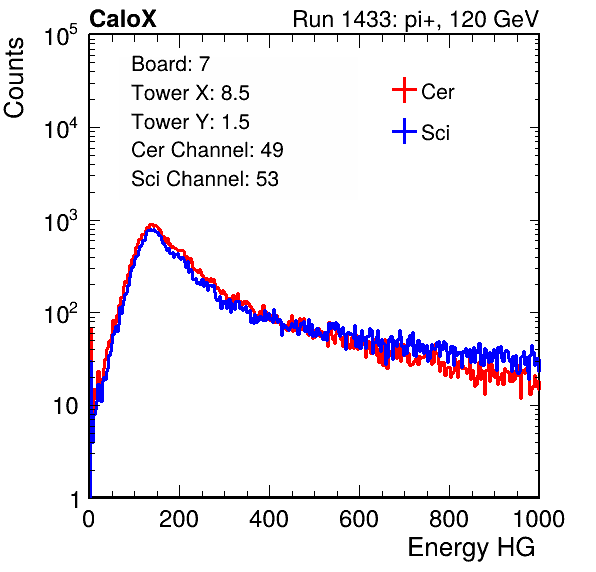 CaloX Run 1433: pi+, 120 GeV
Counts
10^5
10^4
10^3
10^2
10
1
Board: 7
Tower X: 8.5
Tower Y: 1.5
Cer Channel: 49
Sci Channel: 53
Cer
Sci
0 200 400 600 800 1000
Energy HG